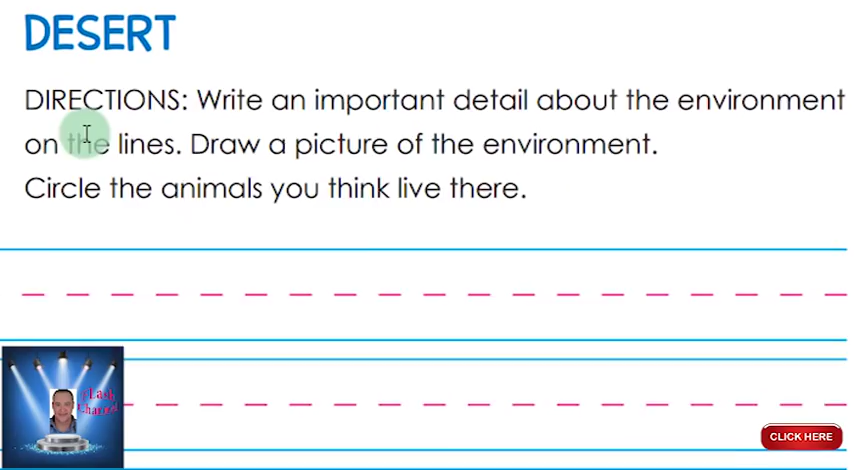 DESERT
DIRECTIONS: Write an important detail about the environment
on the lines. Draw a picture of the environment.
Circle the animals you think live there.
Channel
CLICK HERE